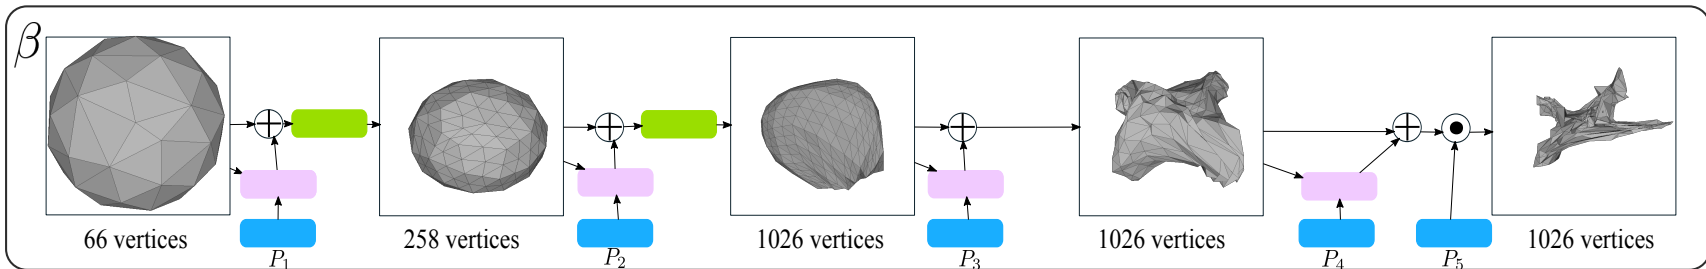 β
66 vertices
258 vertices
1026 vertices
1026 vertices
1026 vertices
P₁
P₂
P₃
P₄
P₅